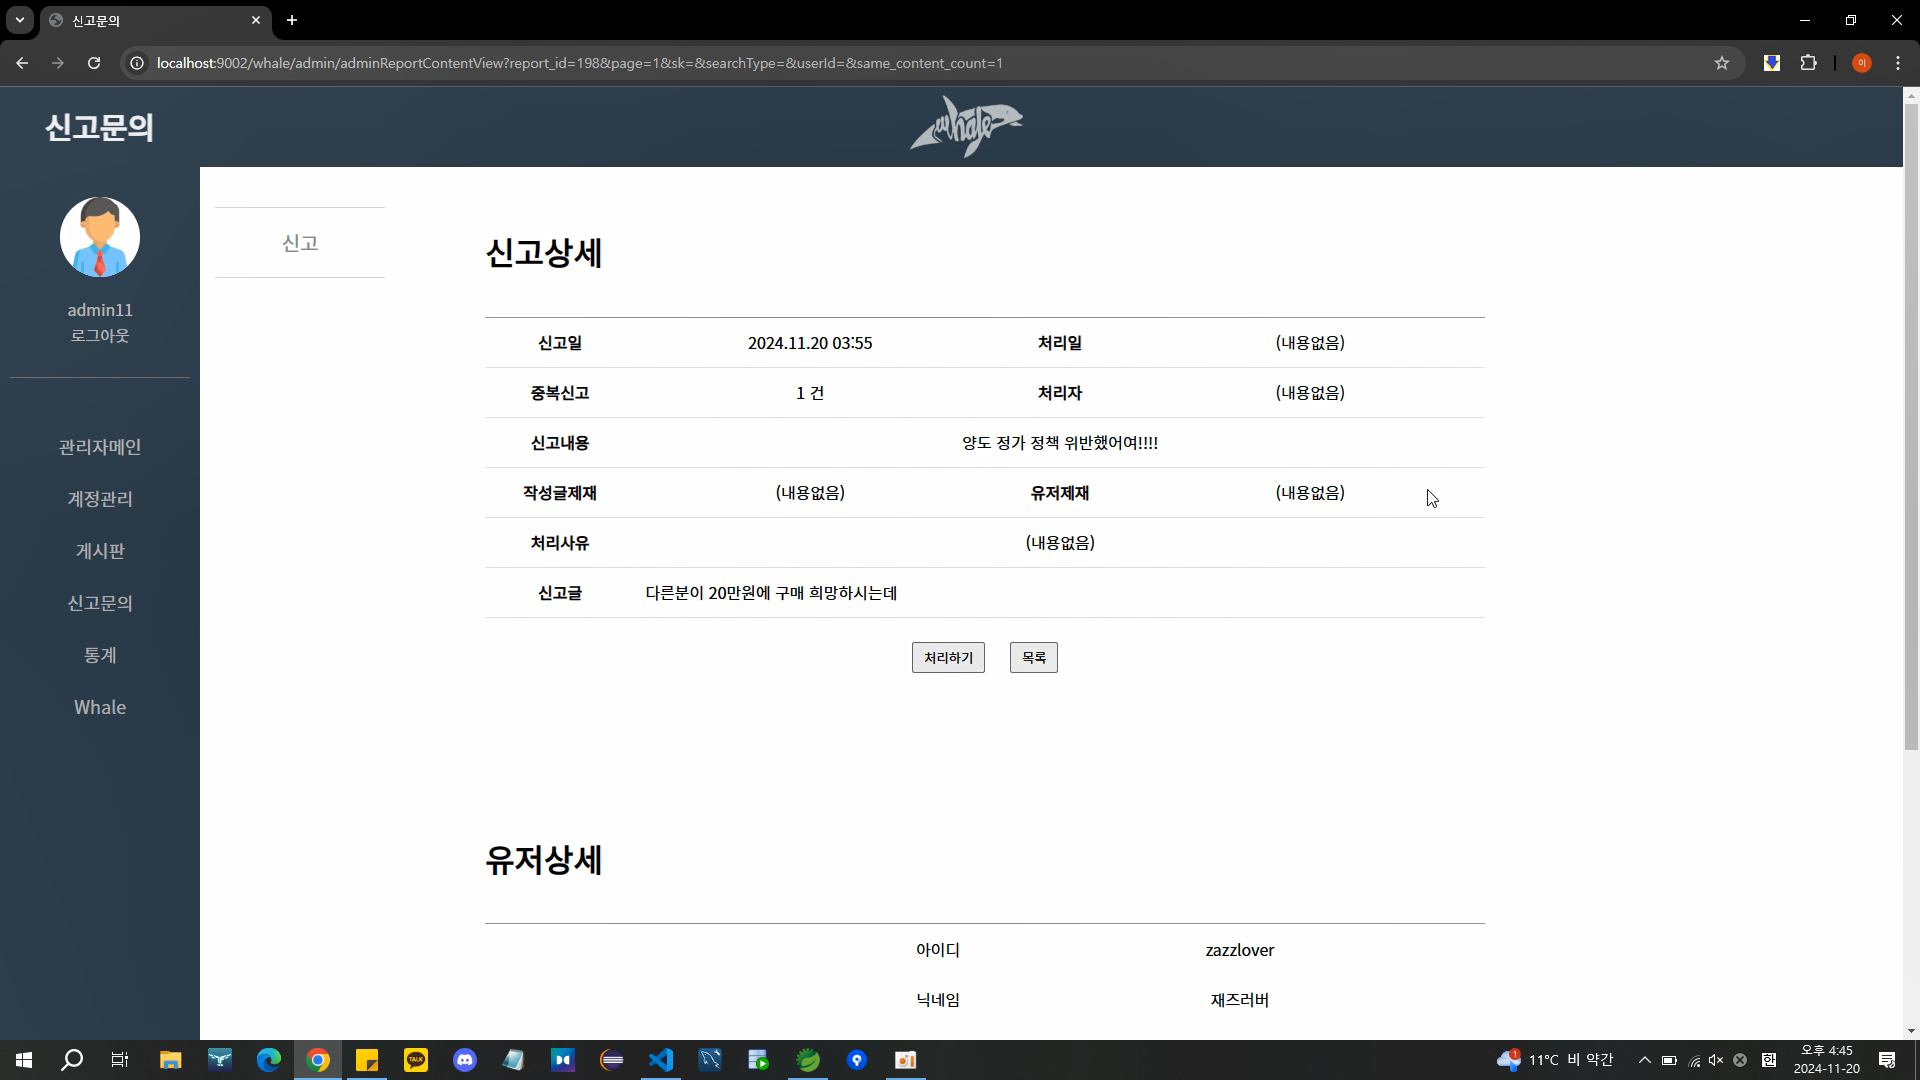 신고문의
localhost:9002/whale/admin/adminReportContentView?report_id=198&page=1&sk=&searchType=&userId=&same_content_count=1
이
신고문의
whale
admin11
로그아웃
관리자메인
계정관리
게시판
신고문의
통계
Whale
신고
신고상세
신고일 2024.11.20 03:55 처리일 (내용없음)
중복신고 1 건 처리자 (내용없음)
신고내용 양도 정가 정책 위반했어여!!!!
작성글제재 (내용없음) 유저제재 (내용없음)
처리사유 (내용없음)
신고글 다른분이 20만원에 구매 희망하시는데
처리하기 목록
유저상세
아이디 zazzlover
닉네임 재즈러버
TALK
1
11°C 비 약간
한
오후 4:45
2024-11-20